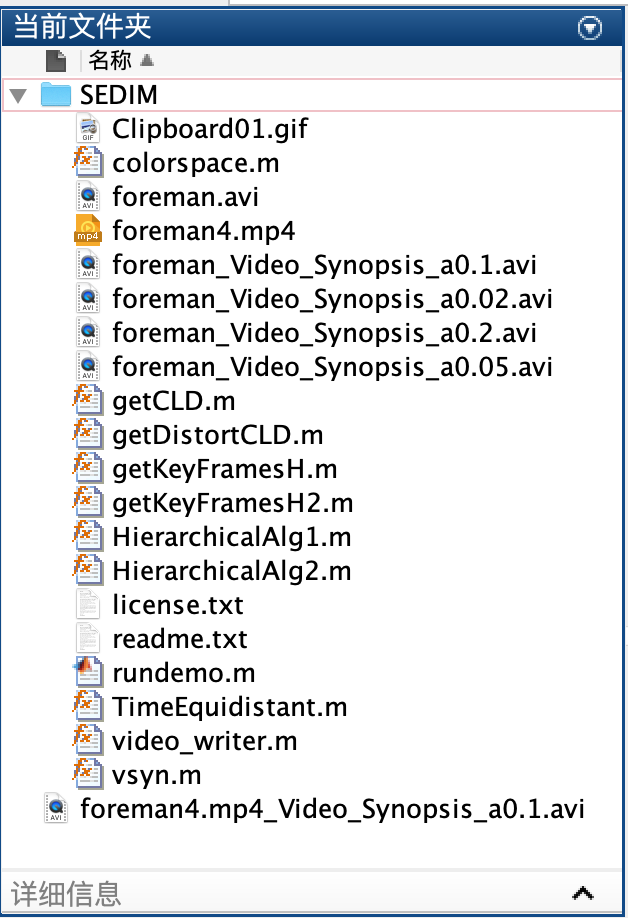 当前文件夹
名称
SEDIM
Clipboard01.gif
colorspace.m
foreman.avi
foreman4.mp4
foreman_Video_Synopsis_a0.1.avi
foreman_Video_Synopsis_a0.02.avi
foreman_Video_Synopsis_a0.2.avi
foreman_Video_Synopsis_a0.05.avi
getCLD.m
getDistortCLD.m
getKeyFramesH.m
getKeyFramesH2.m
HierarchicalAlg1.m
HierarchicalAlg2.m
license.txt
readme.txt
rundemo.m
TimeEquidistant.m
video_writer.m
vsyn.m
foreman4.mp4_Video_Synopsis_a0.1.avi
详细信息